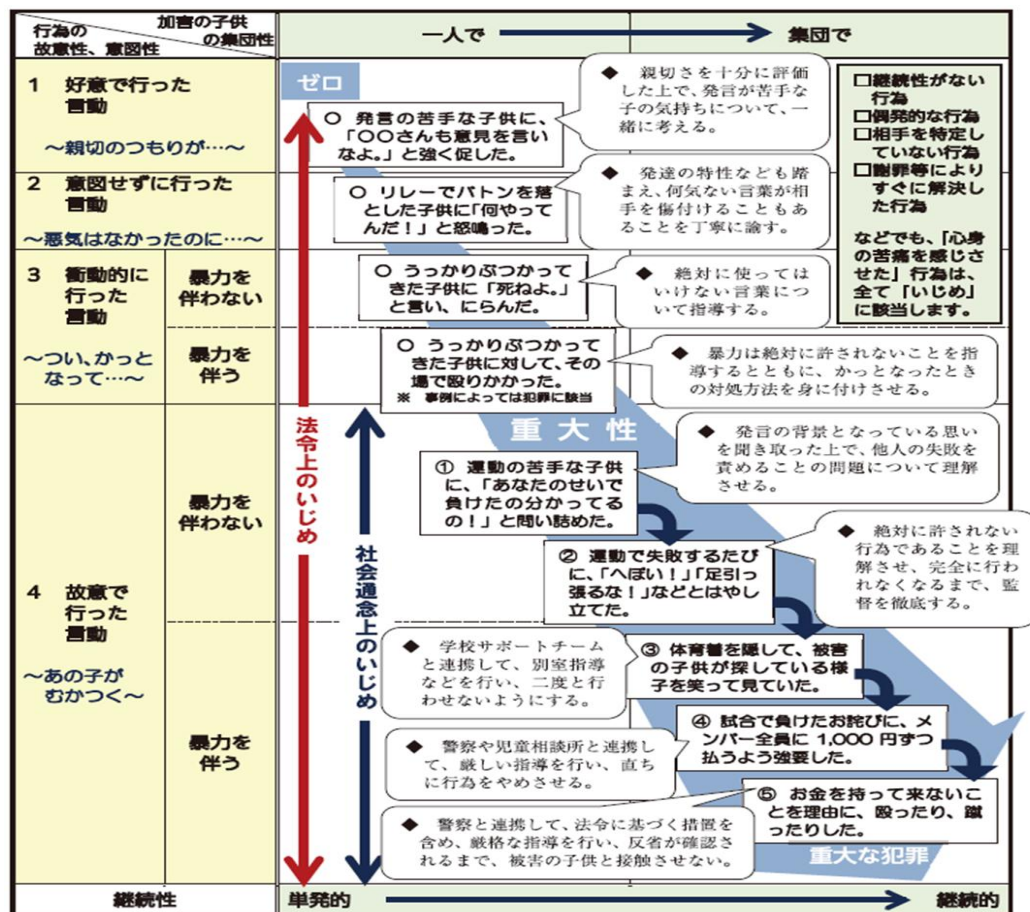 行為の
故意性、意図性
加害の子供
の集団性
一人で
集団で
1 好意で行った
言動
～親切のつもりが…～
2 意図せずに行った
言動
～悪気はなかったのに…～
3 衝動的に
行った
言動
～つい、かっと
なって…～
暴力を
伴わない
暴力を
伴う
4 故意で
行った
言動
～あの子が
むかつく～
暴力を
伴わない
暴力を
伴う
ゼロ
法令上のいじめ
社会通念上のいじめ
重大性
○ 発言の苦手な子供に、
「○○さんも意見を言い
なよ。」と強く促した。
◆ 親切さを十分に評価
した上で、発言が苦手な
子の気持ちについて、一
緒に考える。
○ リレーでバトンを落
とした子供に「何やって
んだ！」と怒鳴った。
◆ 発達の特性なども踏
まえ、何気ない言葉が相
手を傷付けることもあ
ることを丁寧に諭す。
○ うっかりぶつかって
きた子供に「死ねよ。」
と言い、にらんだ。
◆ 絶対に使っては
いけない言葉につ
いて指導する。
○ うっかりぶつかって
きた子供に対して、その
場で殴りかかった。
※ 事例によっては犯罪に該当
◆ 暴力は絶対に許されないことを指
導するとともに、かっとなったとき
の対処方法を身に付けさせる。
□継続性がない
行為
□偶発的な行為
□相手を特定し
ていない行為
□謝罪等により
すぐに解決し
た行為
などでも、「心身
の苦痛を感じさ
せた」行為は、
全て「いじめ」
に該当します。
① 運動の苦手な子供
に、「あなたのせいで
負けたの分かってる
の！」と問い詰めた。
◆ 発言の背景となっている思い
を聞き取った上で、他人の失敗を
責めることの問題について理解
させる。
② 運動で失敗するたび
に、「へぼい！」「足引っ
張るな！」などとはやし
立てた。
◆ 絶対に許されない
行為であることを理
解させ、完全に行わ
れなくなるまで、監
督を徹底する。
③ 体育着を隠して、被害
の子供が探している様
子を笑って見ていた。
◆ 学校サポートチーム
と連携して、別室指導
などを行い、二度と行
わせないようにする。
④ 試合で負けたお詫びに、メ
ンバー全員に 1,000 円ずつ
払うよう強要した。
◆ 警察や児童相談所と連携し
て、厳しい指導を行い、直ち
に行為をやめさせる。
⑤ お金を持って来ないこ
とを理由に、殴ったり、蹴
ったりした。
◆ 警察と連携して、法令に基づく措置を
含め、厳格な指導を行い、反省が確認
されるまで、被害の子供と接触させない。
重大な犯罪
継続性
単発的
継続的